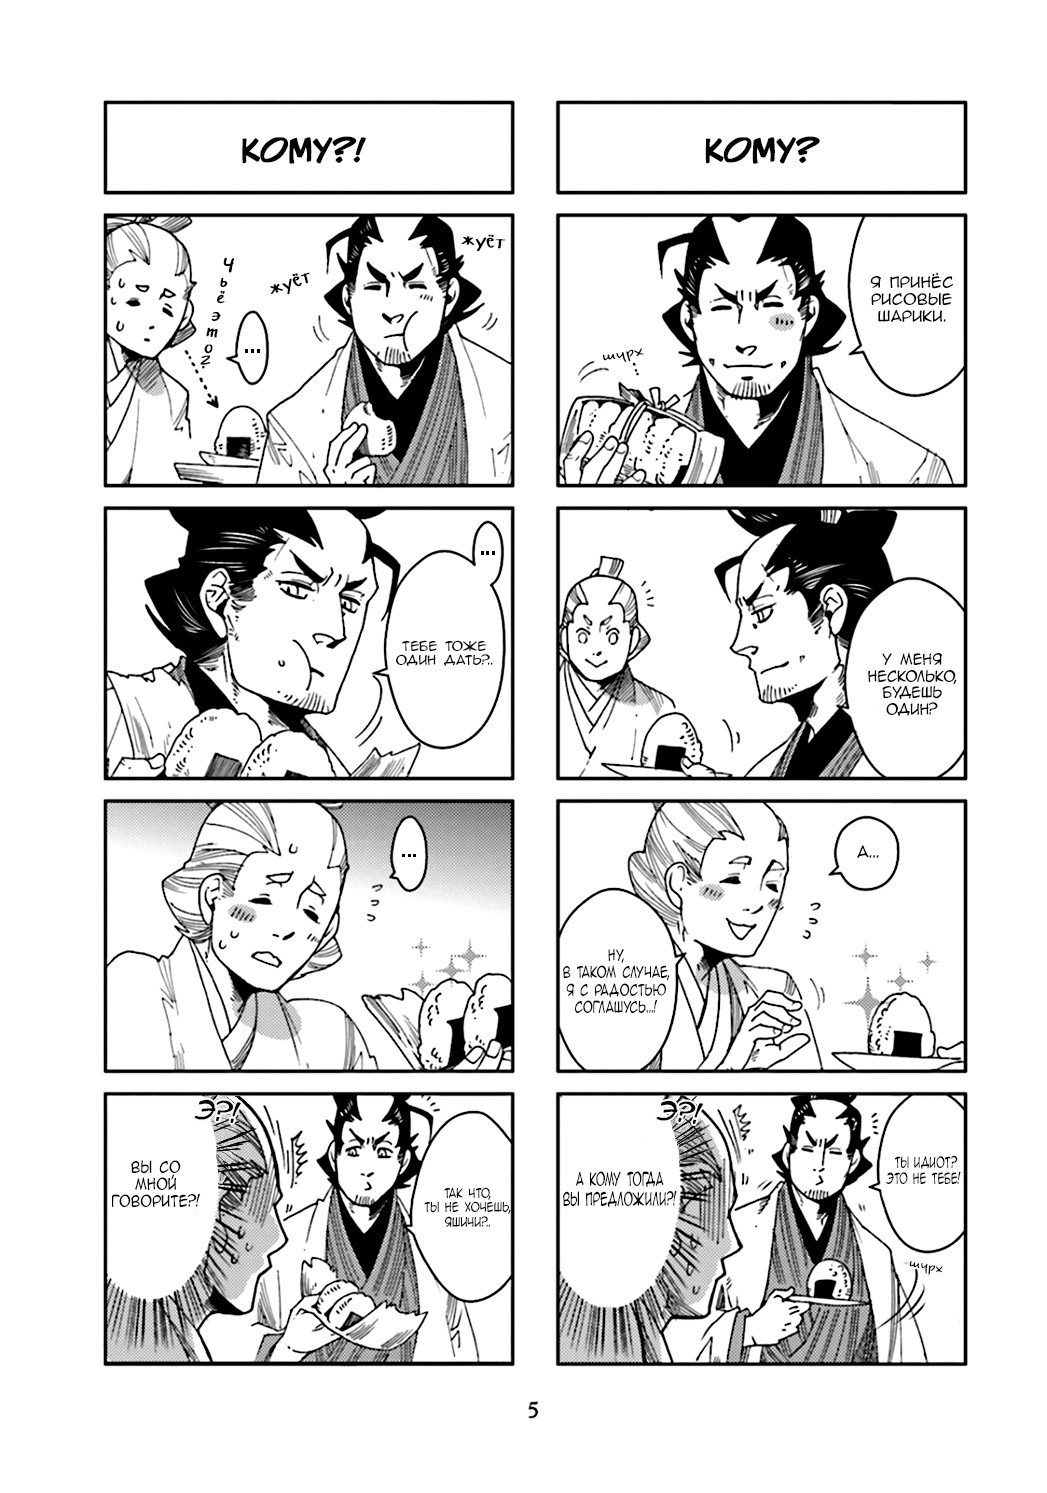 КОМУ?
Я ПРИНЁС
РИСОВЫЕ
ШАРИКИ.
ШУРХ
У МЕНЯ
НЕСКОЛЬКО,
БУДЕШЬ
ОДИН?
А...
НУ,
В ТАКОМ СЛУЧАЕ,
Я С РАДОСТЬЮ
СОГЛАШУСЬ...!
ТЫ ИДИОТ?
ЭТО НЕ ТЕБЕ!
ШУРХ
Э?!
А КОМУ ТОГДА
ВЫ ПРЕДЛОЖИЛИ?!
КОМУ?!
ЖУЁТ
ЖУЁТ
...
Чьё это?
...
ТЕБЕ ТОЖЕ
ОДИН ДАТЬ?..
...
ТАК ЧТО,
ТЫ НЕ ХОЧЕШЬ,
ЯШИЧИ?..
Э?!
ВЫ СО
МНОЙ
ГОВОРИТЕ?!
5